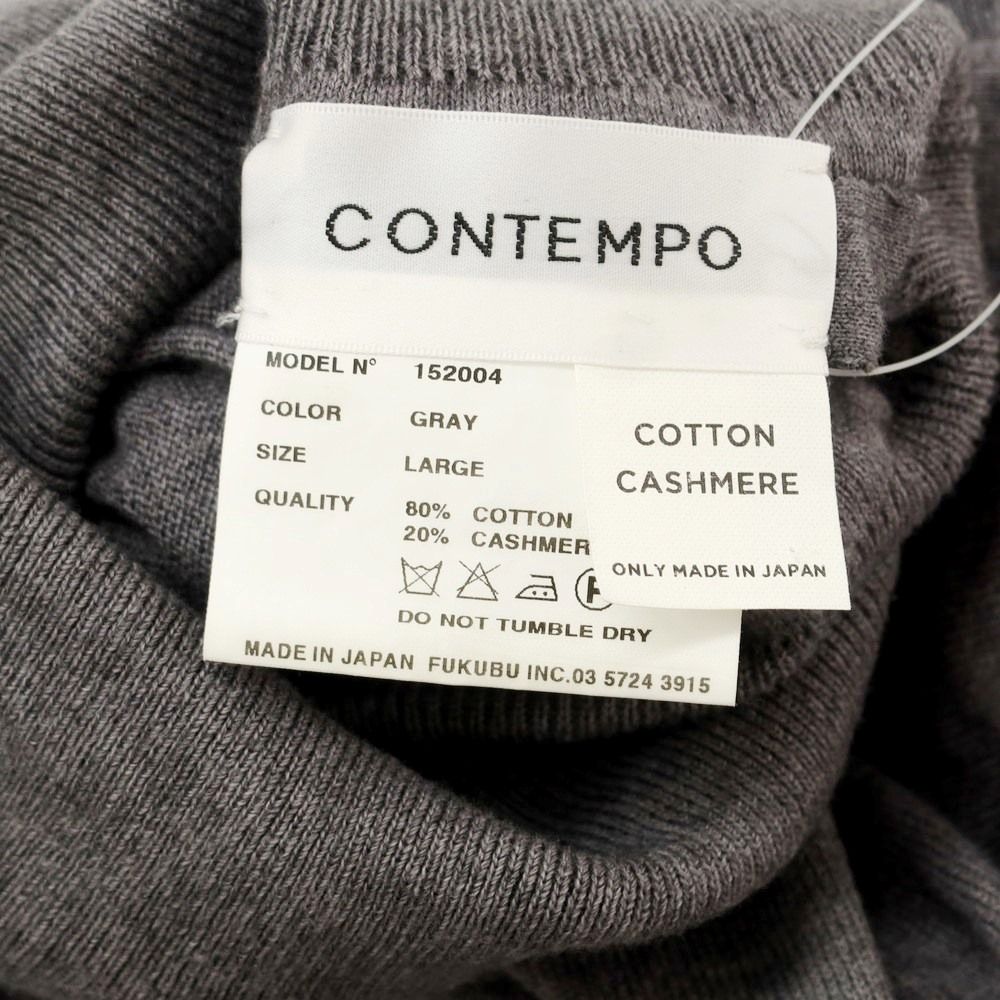 CONTEMPO
MODEL N° 152004
COLOR GRAY
SIZE LARGE
QUALITY 80% COTTON
20% CASHMER
DO NOT TUMBLE DRY
MADE IN JAPAN FUKUBU INC.03 5724 3915
COTTON
CASHMERE
ONLY MADE IN JAPAN